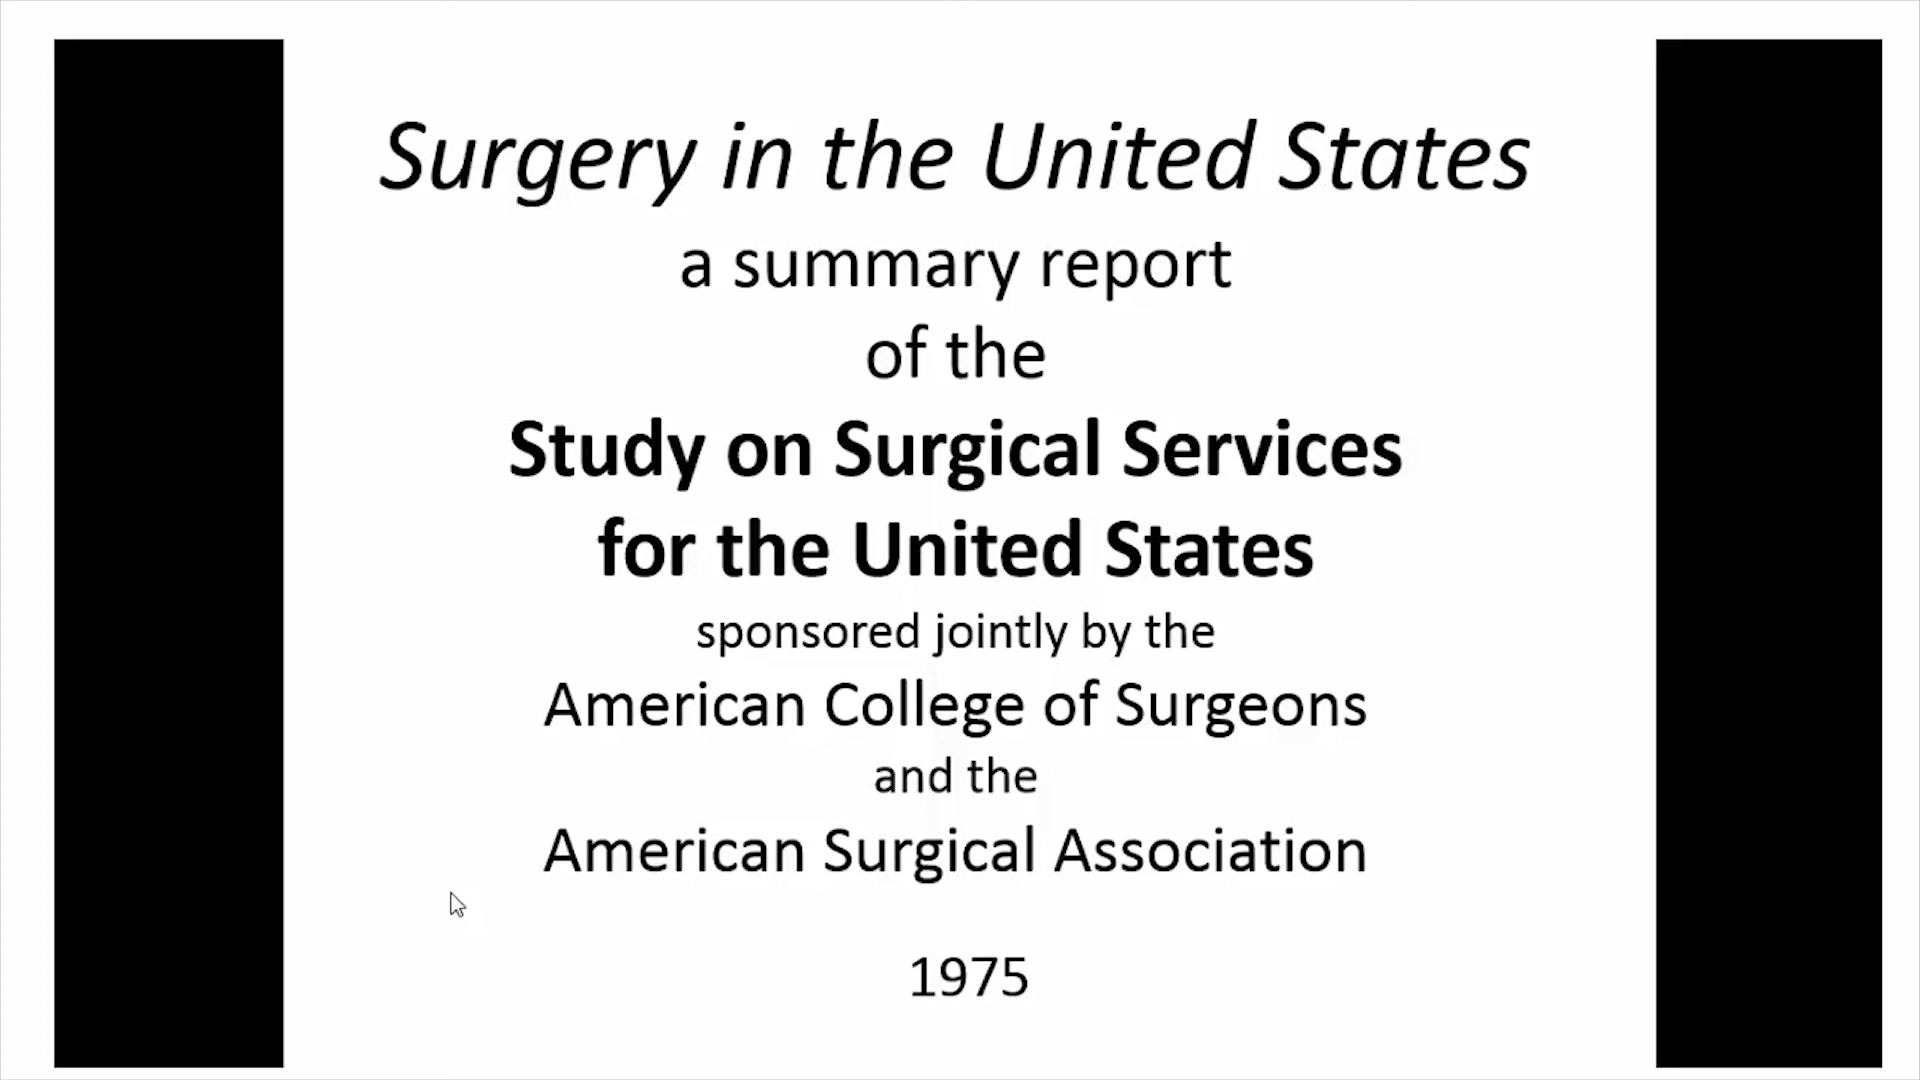 Surgery in the United States
a summary report
of the
Study on Surgical Services
for the United States
sponsored jointly by the
American College of Surgeons
and the
American Surgical Association
1975